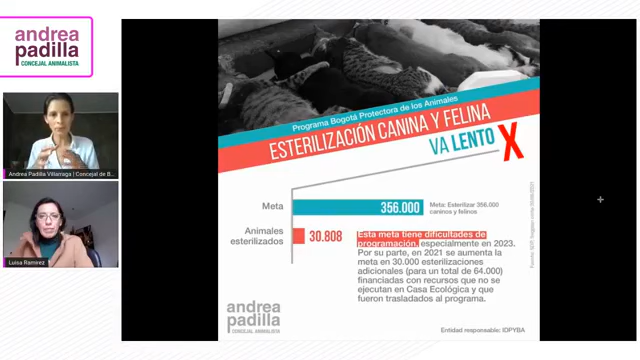 andrea
padilla
CONCEJAL ANIMALISTA
Andrea Padilla Villarraga | Concejal de B...
Luisa Ramirez
Programa Bogotá Protectora de los Animales
ESTERILIZACIÓN CANINA Y FELINA
VA LENTO X
Meta
356.000
Meta: Esterilizar 356.000
caninos y felinos
Animales
esterilizados
30.808
Esta meta tiene dificultades de
programación, especialmente en 2023.
Por su parte, en 2021 se aumenta la
meta en 30.000 esterilizaciones
adicionales (para un total de 64.000)
financiadas con recursos que no se
ejecutan en Casa Ecológica y que
fueron trasladados al programa.
andrea
padilla
CONCEJAL ANIMALISTA
Entidad responsable: IDPYBA